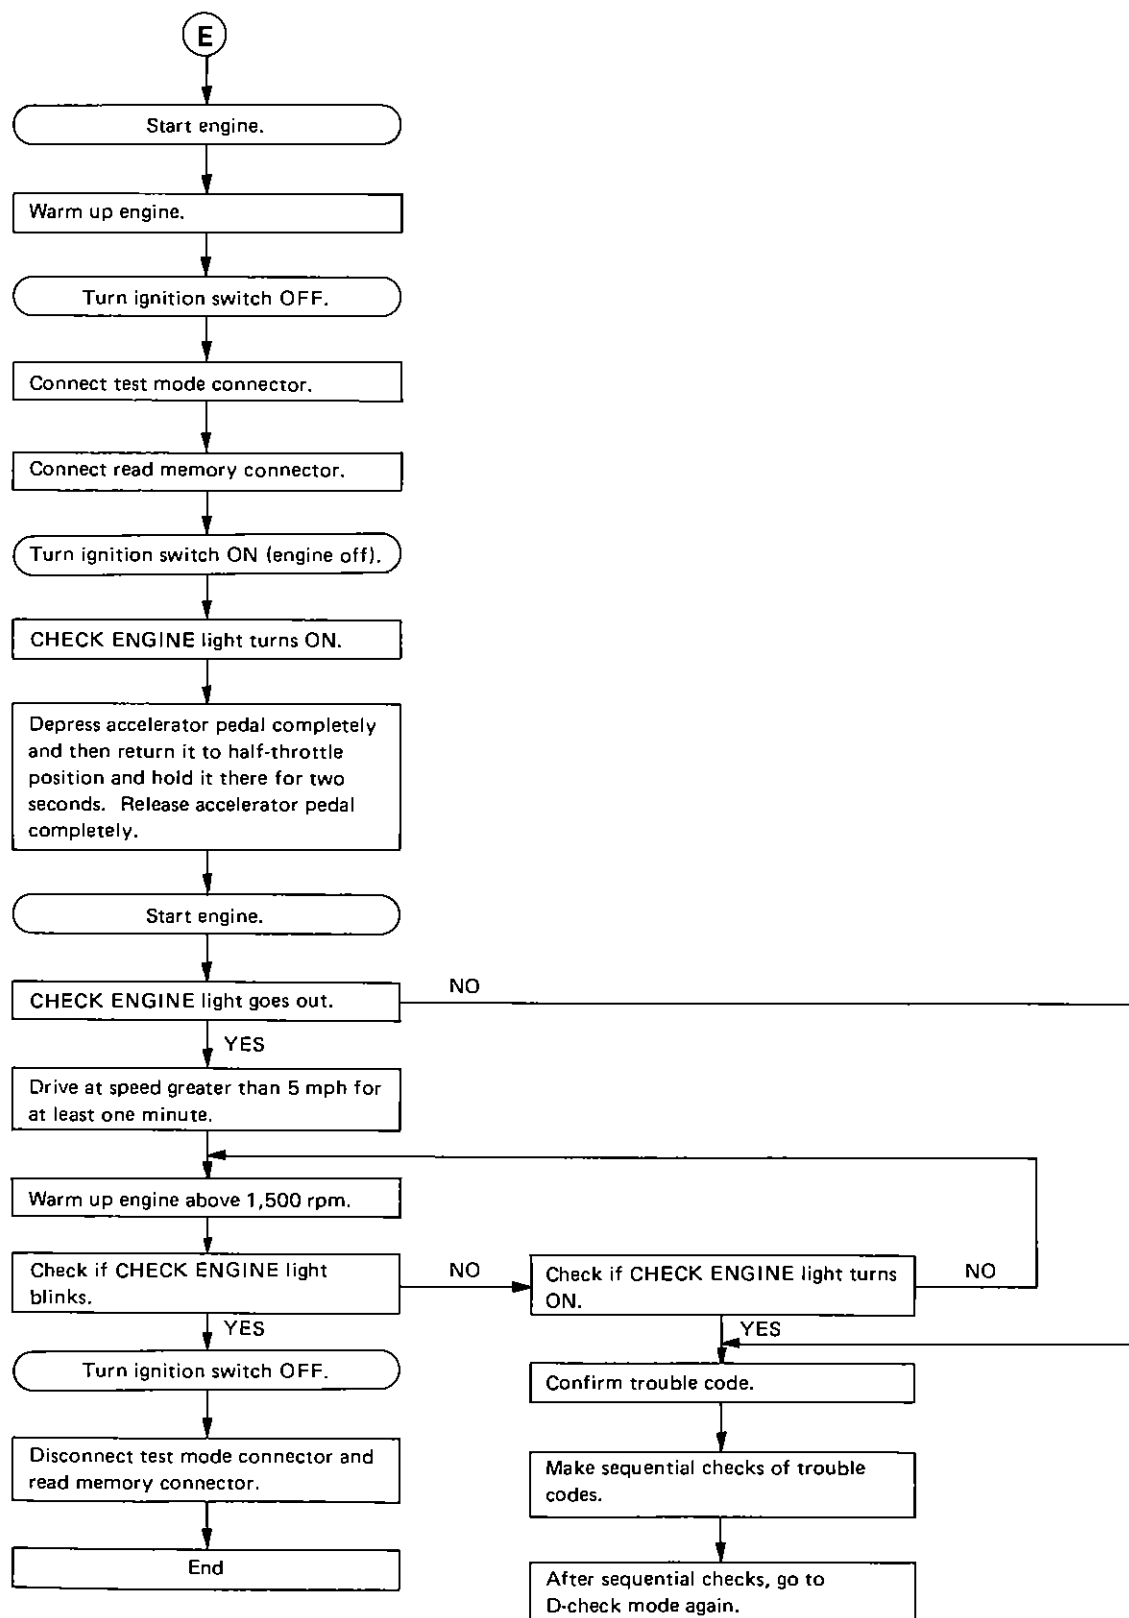 E
Start engine.
Warm up engine.
Turn ignition switch OFF.
Connect test mode connector.
Connect read memory connector.
Turn ignition switch ON (engine off).
CHECK ENGINE light turns ON.
Depress accelerator pedal completely
and then return it to half-throttle
position and hold it there for two
seconds. Release accelerator pedal
completely.
Start engine.
CHECK ENGINE light goes out.
NO
YES
Drive at speed greater than 5 mph for
at least one minute.
Warm up engine above 1,500 rpm.
Check if CHECK ENGINE light
blinks.
NO
Check if CHECK ENGINE light turns
ON.
NO
YES
YES
Turn ignition switch OFF.
Confirm trouble code.
Disconnect test mode connector and
read memory connector.
Make sequential checks of trouble
codes.
End
After sequential checks, go to
D-check mode again.